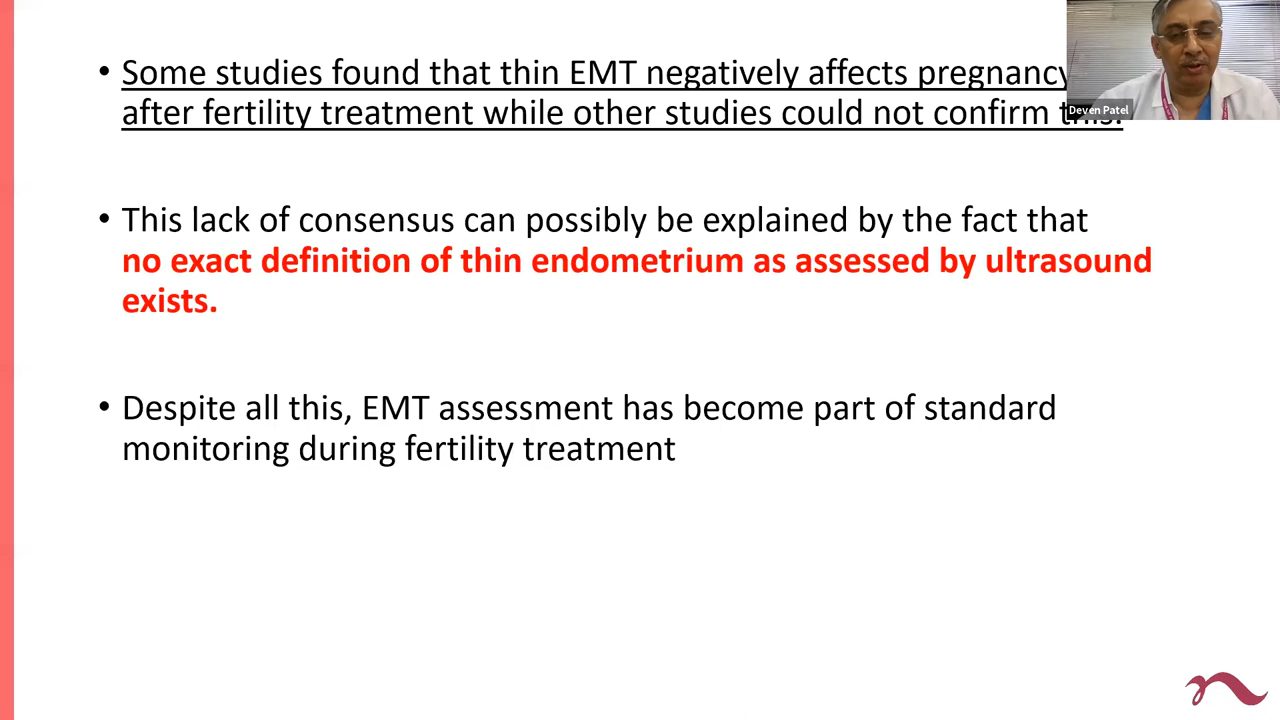 • Some studies found that thin EMT negatively affects pregnancy
after fertility treatment while other studies could not confirm this.
Deven Patel
• This lack of consensus can possibly be explained by the fact that
no exact definition of thin endometrium as assessed by ultrasound
exists.
• Despite all this, EMT assessment has become part of standard
monitoring during fertility treatment